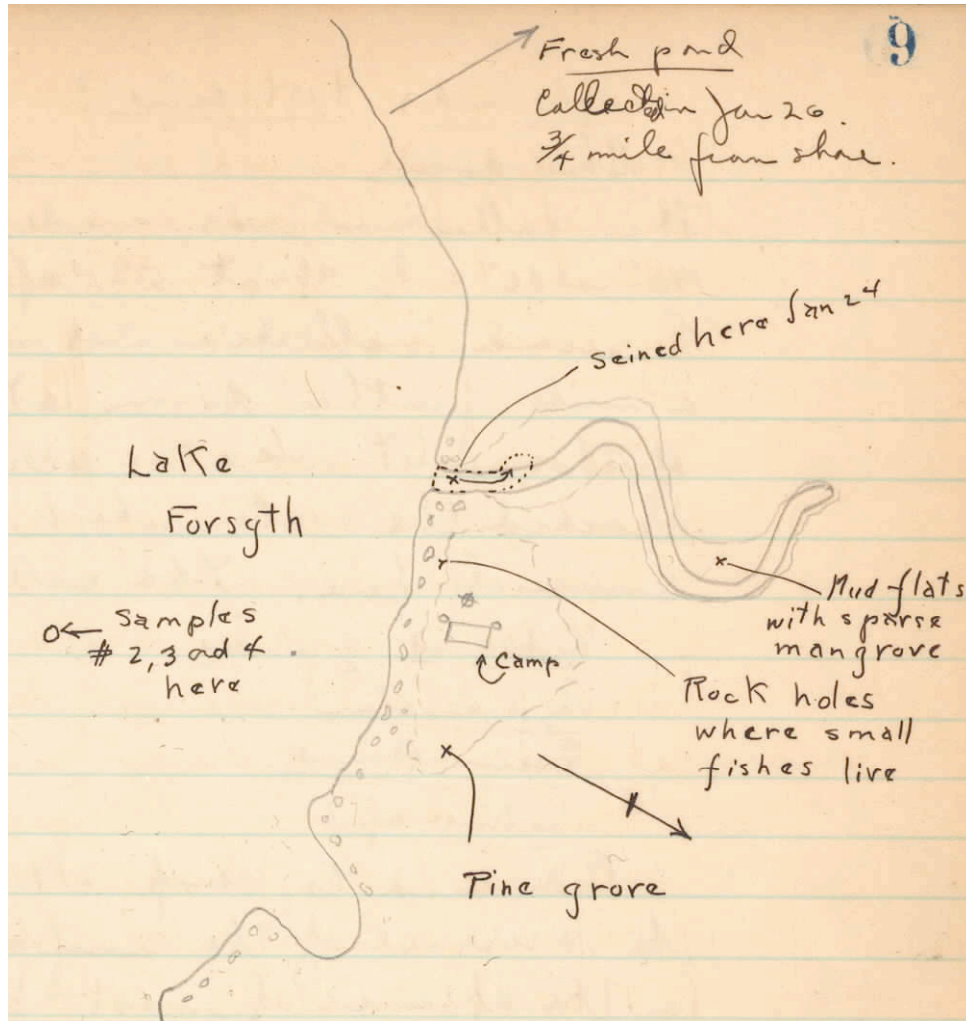 9
Fresh pond
Collection Jan 26.
3/4 mile from shore.
Seined here Jan 24
Lake
Forsyth
Samples
# 2, 3 and 4
here
Camp
Mud flats
with sparse
mangrove
Rock holes
where small
fishes live
Pine grove